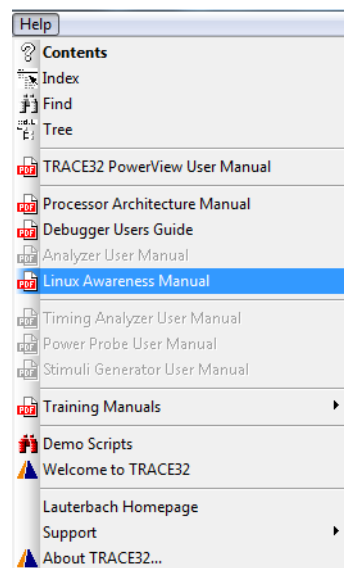 Help
Contents
Index
Find
Tree
TRACE32 PowerView User Manual
Processor Architecture Manual
Debugger Users Guide
Analyzer User Manual
Linux Awareness Manual
Timing Analyzer User Manual
Power Probe User Manual
Stimuli Generator User Manual
Training Manuals
Demo Scripts
Welcome to TRACE32
Lauterbach Homepage
Support
About TRACE32...